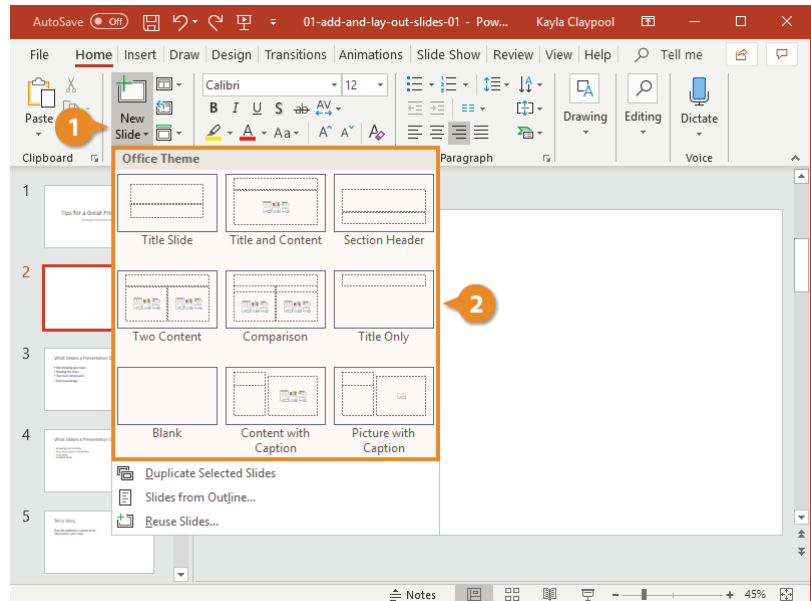 AutoSave Off 01-add-and-lay-out-slides-01 - Pow... Kayla Claypool
File Home Insert Draw Design Transitions Animations Slide Show Review View Help Tell me
Calibri 12
Paste New Slide B I U S ab AV Aa A A A Drawing Editing Dictate
1
Clipboard Paragraph Voice
Office Theme
Title Slide Title and Content Section Header
Two Content Comparison Title Only
2
Blank Content with Caption Picture with Caption
Duplicate Selected Slides
Slides from Outline...
Reuse Slides...
1
Tips for a Great Pre
2
3
What Makes a Presentation
4
What Makes a Presentation
5
Tell a Story
Notes 45%